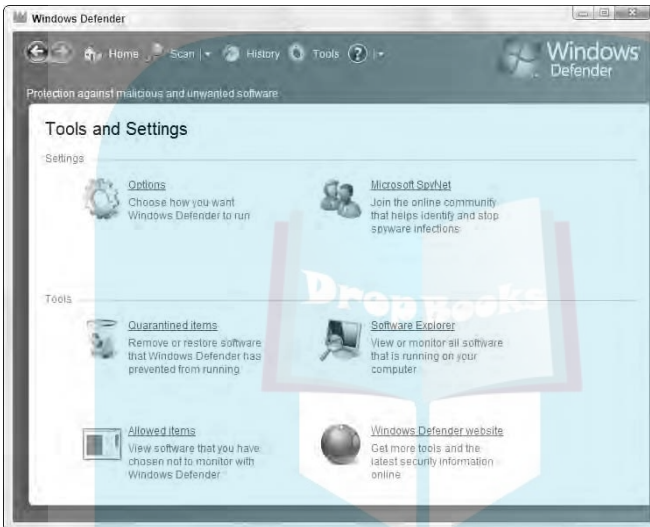 Windows Defender
Home Scan History Tools ?
Windows
Defender
Protection against malicious and unwanted software
Tools and Settings
Settings
Options
Choose how you want
Windows Defender to run
Microsoft SpyNet
Join the online community
that helps identify and stop
spyware infections
Tools
Drop Books
Quarantined items
Remove or restore software
that Windows Defender has
prevented from running
Software Explorer
View or monitor all software
that is running on your
computer
Allowed items
View software that you have
chosen not to monitor with
Windows Defender
Windows Defender website
Get more tools and the
latest security information
online